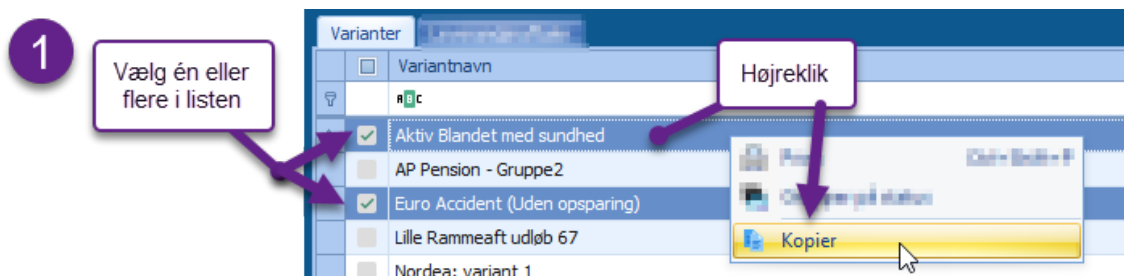 1
Vælg én eller
flere i listen
Varianter
Variantnavn
Højreklik
ABC
Aktiv Blandet med sundhed
AP Pension - Gruppe2
Euro Accident (Uden opsparing)
Kopier
Lille Rammeaft udløb 67
Nordea: variant 1